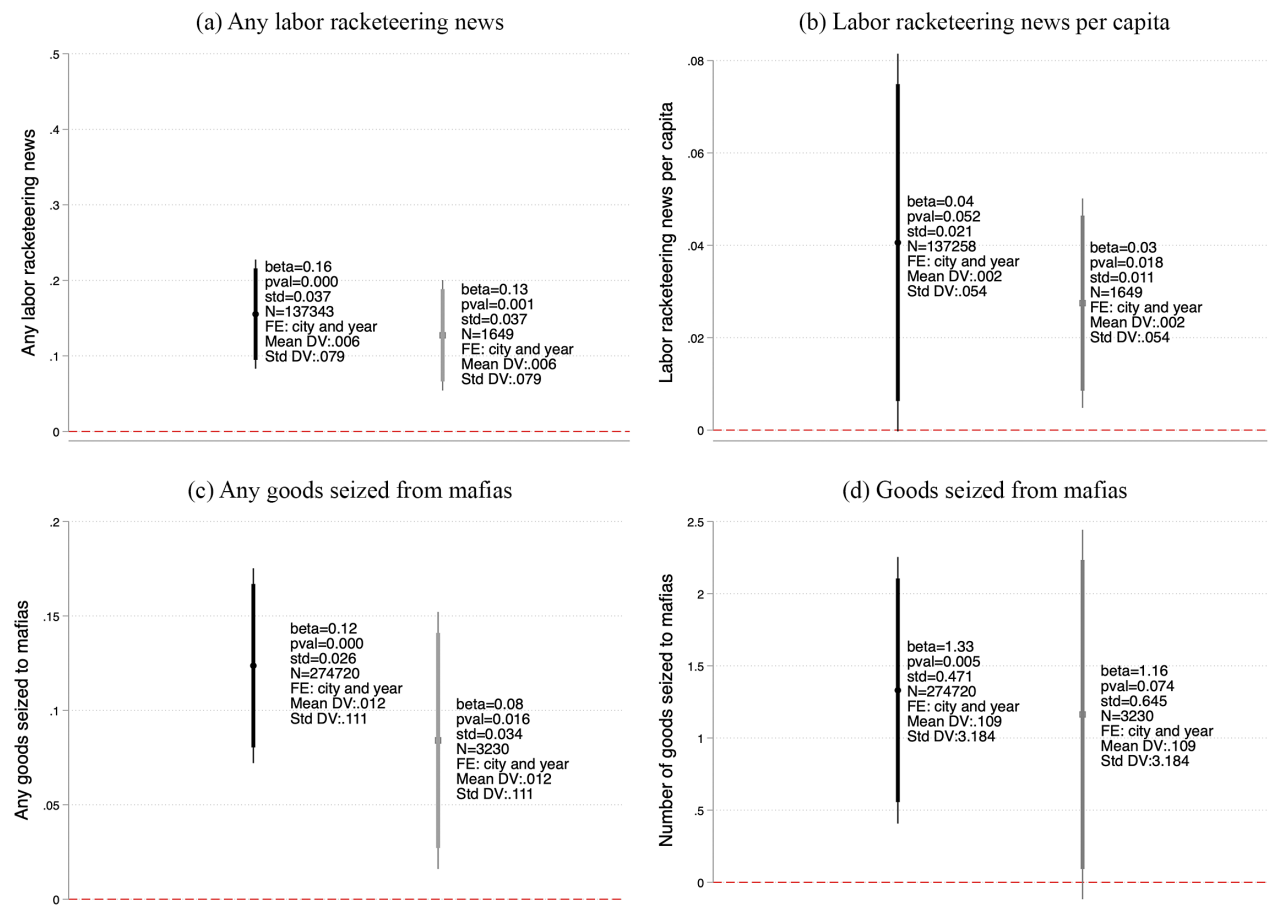 (a) Any labor racketeering news
Any labor racketeering news
.5
.4
.3
.2
.1
0
beta=0.16
pval=0.000
std=0.037
N=137343
FE: city and year
Mean DV:.006
Std DV:.079
beta=0.13
pval=0.001
std=0.037
N=1649
FE: city and year
Mean DV:.006
Std DV:.079
(b) Labor racketeering news per capita
Labor racketeering news per capita
.08
.06
.04
.02
0
beta=0.04
pval=0.052
std=0.021
N=137258
FE: city and year
Mean DV:.002
Std DV:.054
beta=0.03
pval=0.018
std=0.011
N=1649
FE: city and year
Mean DV:.002
Std DV:.054
(c) Any goods seized from mafias
Any goods seized to mafias
.2
.15
.1
.05
0
beta=0.12
pval=0.000
std=0.026
N=274720
FE: city and year
Mean DV:.012
Std DV:.111
beta=0.08
pval=0.016
std=0.034
N=3230
FE: city and year
Mean DV:.012
Std DV:.111
(d) Goods seized from mafias
Number of goods seized to mafias
2.5
2
1.5
1
.5
0
beta=1.33
pval=0.005
std=0.471
N=274720
FE: city and year
Mean DV:.109
Std DV:3.184
beta=1.16
pval=0.074
std=0.645
N=3230
FE: city and year
Mean DV:.109
Std DV:3.184